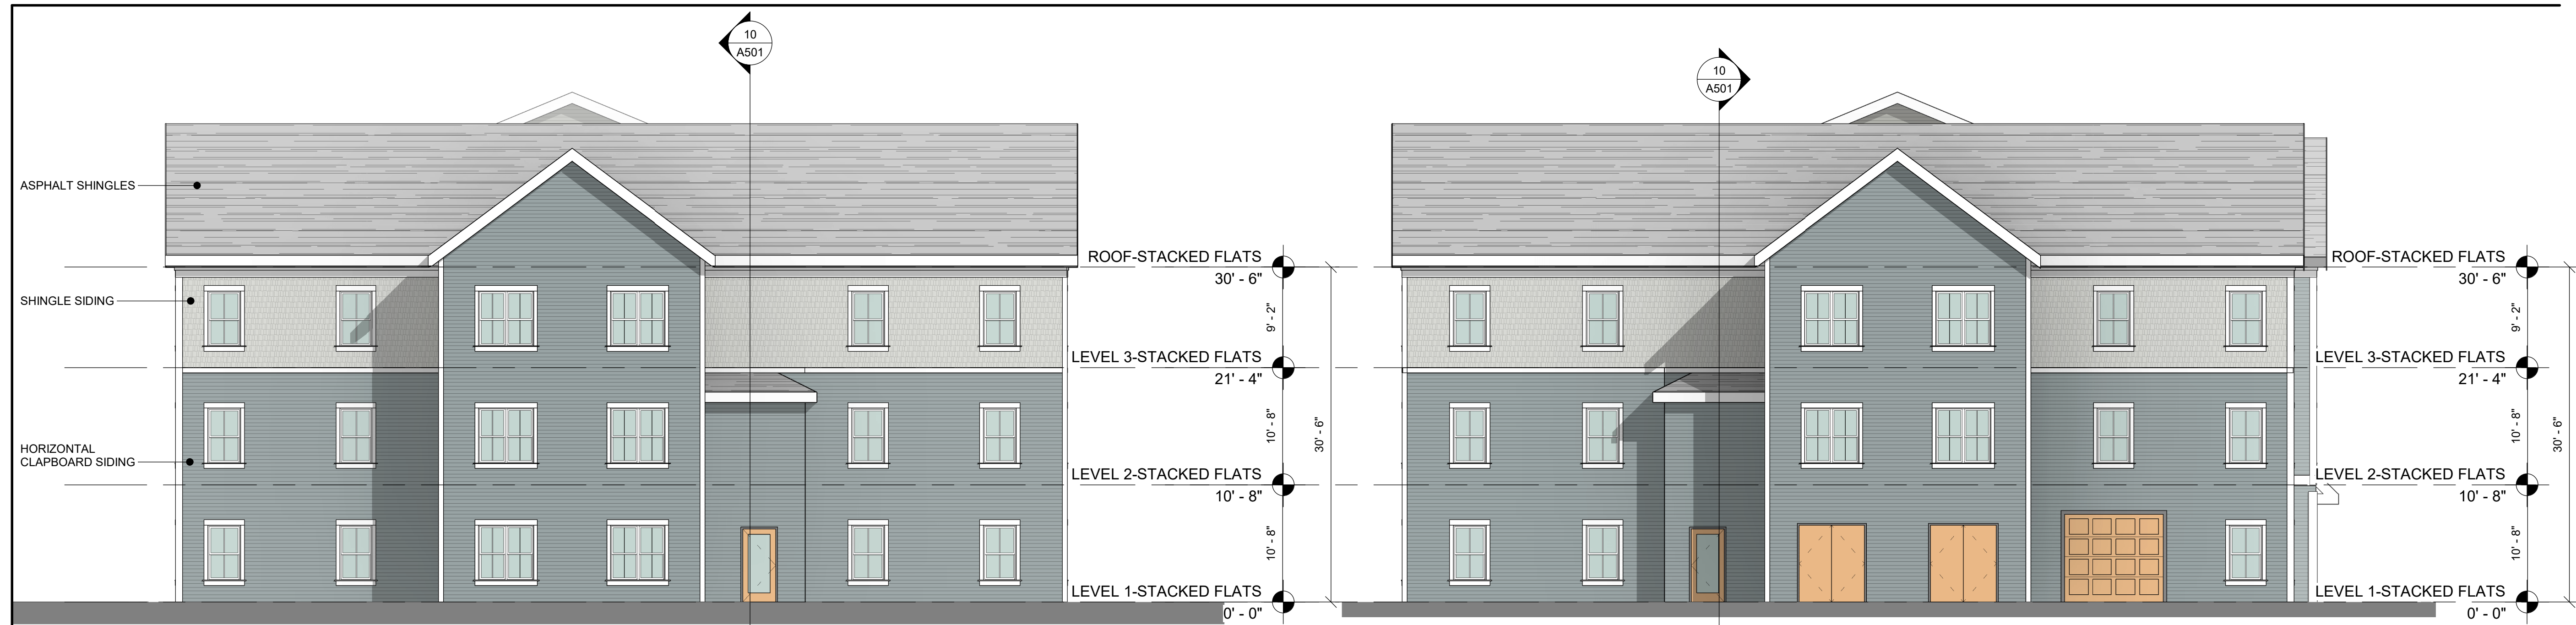 10
A501
ASPHALT SHINGLES
SHINGLE SIDING
HORIZONTAL
CLAPBOARD SIDING
ROOF-STACKED FLATS
30' - 6"
9' - 2"
LEVEL 3-STACKED FLATS
21' - 4"
10' - 8"
30' - 6"
LEVEL 2-STACKED FLATS
10' - 8"
10' - 8"
LEVEL 1-STACKED FLATS
0' - 0"
10
A501
ROOF-STACKED FLATS
30' - 6"
9' - 2"
LEVEL 3-STACKED FLATS
21' - 4"
10' - 8"
30' - 6"
LEVEL 2-STACKED FLATS
10' - 8"
10' - 8"
LEVEL 1-STACKED FLATS
0' - 0"